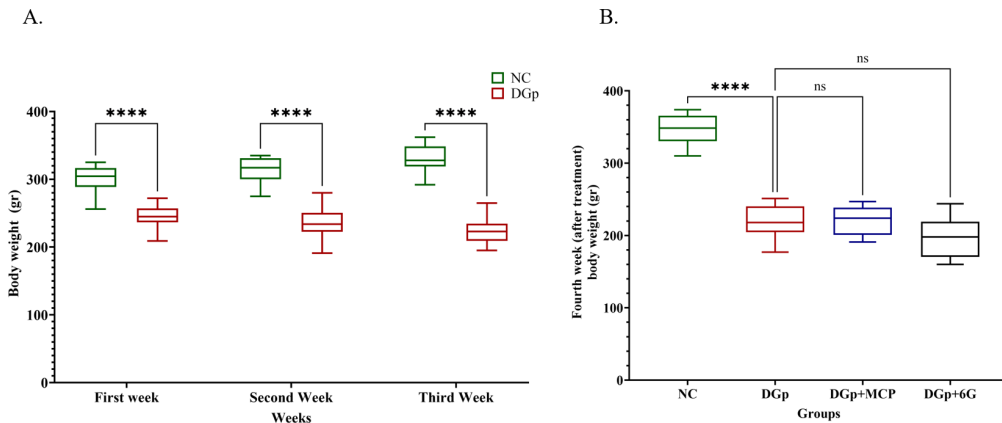 A.
NC
DGp
****
****
****
400
300
200
100
0
Body weight (gr)
First week
Second Week
Third Week
Weeks
B.
ns
ns
****
400
300
200
100
0
Fourth week (after treatment)
body weight (gr)
NC
DGp
DGp+MCP
DGp+6G
Groups